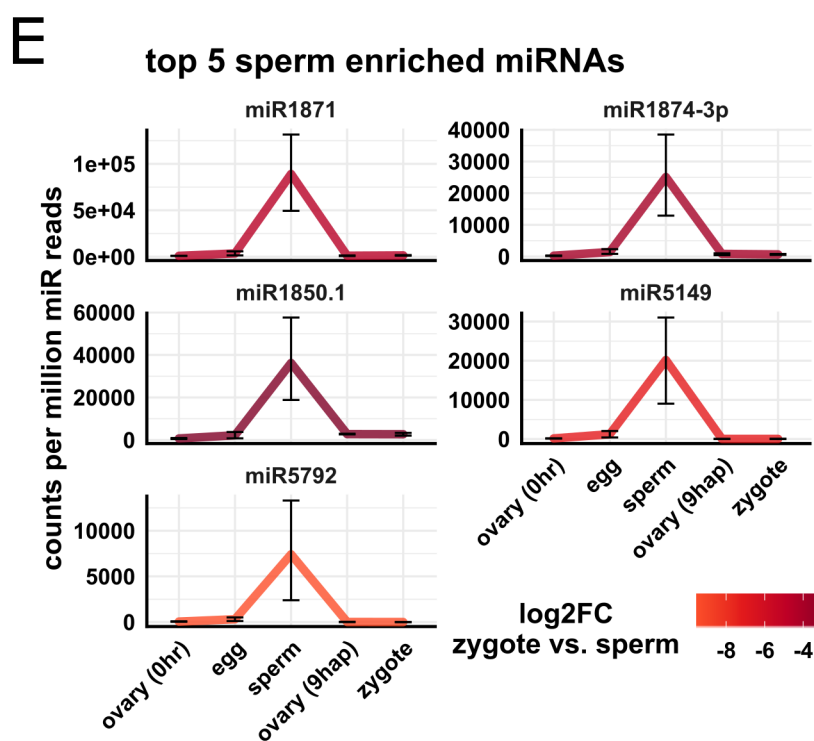 E
top 5 sperm enriched miRNAs
counts per million miR reads
miR1871
1e+05
5e+04
0e+00
miR1874-3p
40000
30000
20000
10000
0
miR1850.1
60000
40000
20000
0
miR5149
30000
20000
10000
0
ovary (0hr)
egg
sperm
ovary (9hap)
zygote
miR5792
10000
5000
0
ovary (0hr)
egg
sperm
ovary (9hap)
zygote
log2FC
zygote vs. sperm
-8 -6 -4